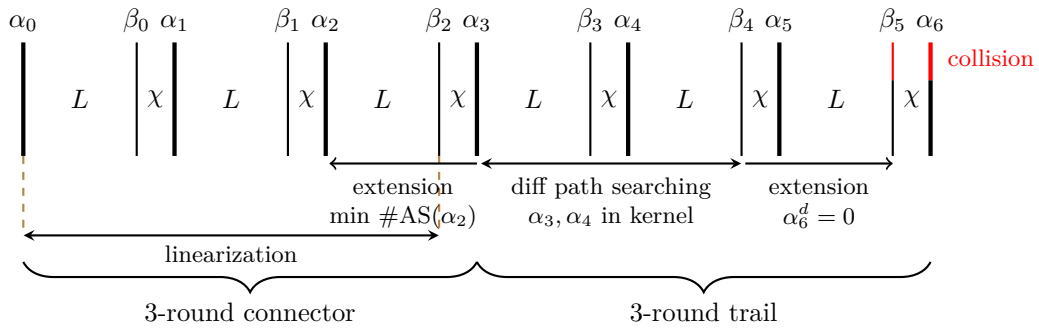 α₀ β₀ α₁ β₁ α₂ β₂ α₃ β₃ α₄ β₄ α₅ β₅ α₆
collision
L χ L χ L χ L χ L χ L χ
extension diff path searching extension
min #AS(α₂) α₃, α₄ in kernel α₆ᵈ = 0
linearization
3-round connector 3-round trail